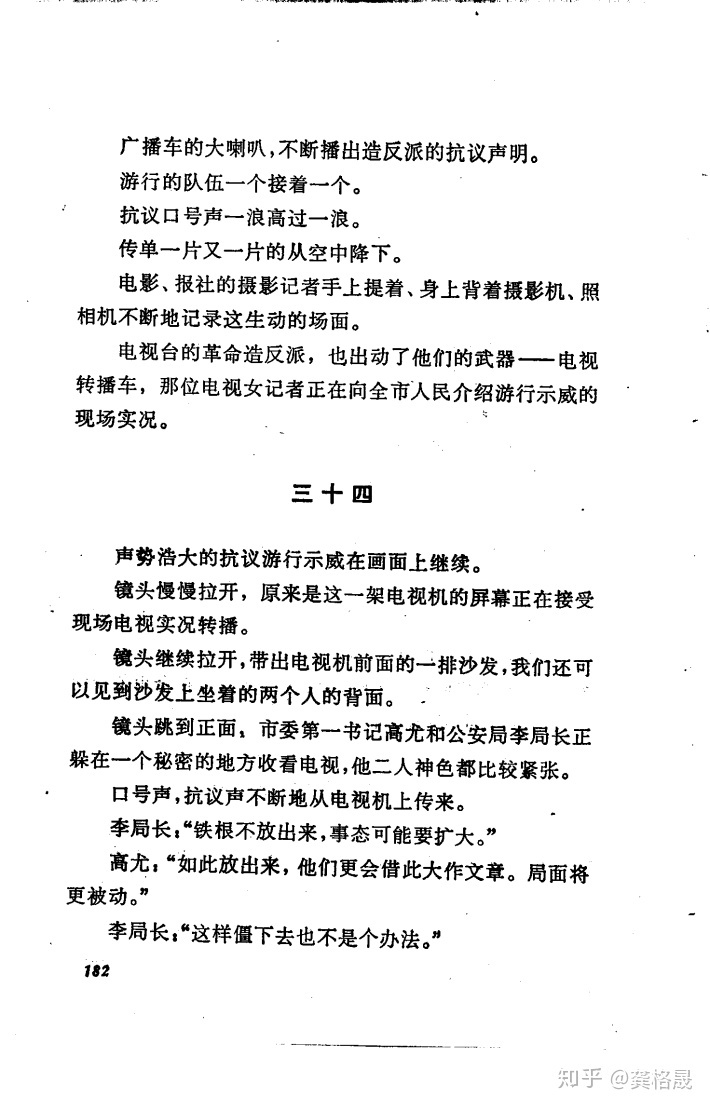 广播车的大喇叭，不断播出造反派的抗议声明。
游行的队伍一个接着一个。
抗议口号声一浪高过一浪。
传单一片又一片的从空中降下。
电影、报社的摄影记者手上提着、身上背着摄影机、照
相机不断地记录这生动的场面。
电视台的革命造反派，也出动了他们的武器——电视
转播车，那位电视女记者正在向全市人民介绍游行示威的
现场实况。
三十四
声势浩大的抗议游行示威在画面上继续。
镜头慢慢拉开，原来是这一架电视机的屏幕正在接受
现场电视实况转播。
镜头继续拉开，带出电视机前面的一排沙发，我们还可
以见到沙发上坐着的两个人的背面。
镜头跳到正面：市委第一书记高尤和公安局李局长正
躲在一个秘密的地方收看电视，他二人神色都比较紧张。
口号声，抗议声不断地从电视机上传来。
李局长：“铁根不放出来，事态可能要扩大。”
高尤：“如此放出来，他们更会借此大作文章。局面将
更被动。”
李局长：“这样僵下去也不是个办法。”
182
知乎 @龚格晟